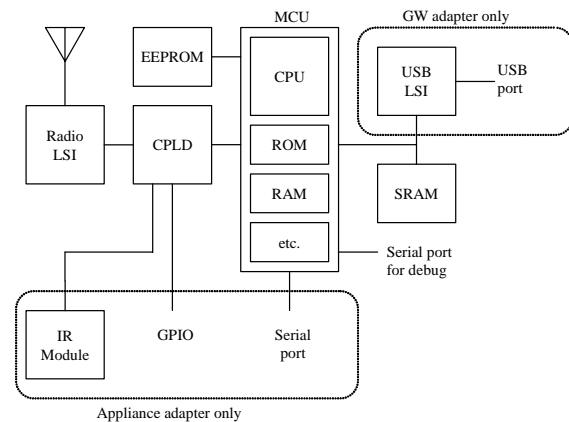 GW adapter only
MCU
EEPROM
CPU
USB
LSI
USB
port
Radio
LSI
CPLD
ROM
RAM
SRAM
etc.
Serial port
for debug
IR
Module
GPIO
Serial
port
Appliance adapter only